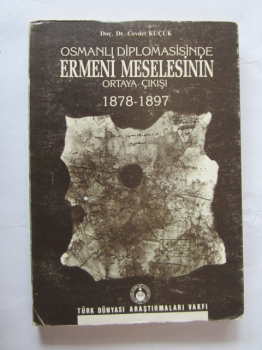 Doç. Dr. Cevdet KÜÇÜK
OSMANLI DİPLOMASİSİNDE
ERMENİ MESELESİNİN
ORTAYA ÇIKIŞI
1878-1897
TÜRK DÜNYASI ARAŞTIRMALARI VAKFI